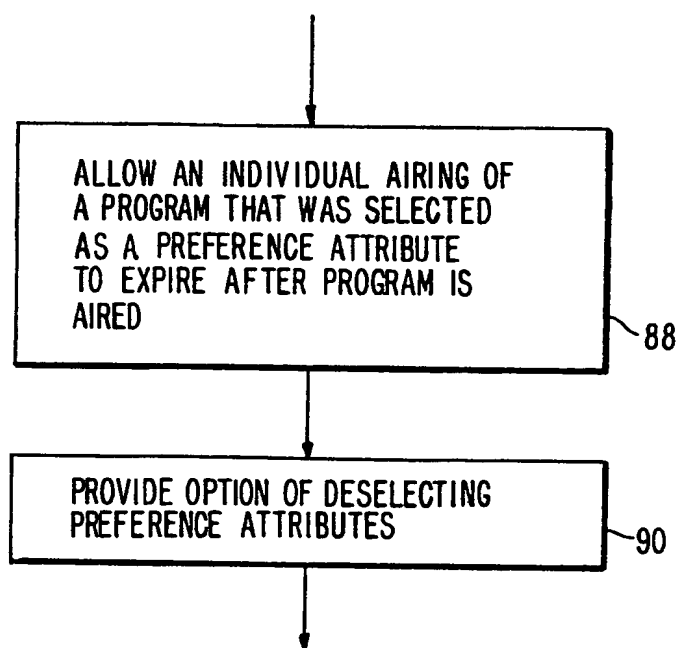 ALLOW AN INDIVIDUAL AIRING OF
A PROGRAM THAT WAS SELECTED
AS A PREFERENCE ATTRIBUTE
TO EXPIRE AFTER PROGRAM IS
AIRED
88
PROVIDE OPTION OF DESELECTING
PREFERENCE ATTRIBUTES
90